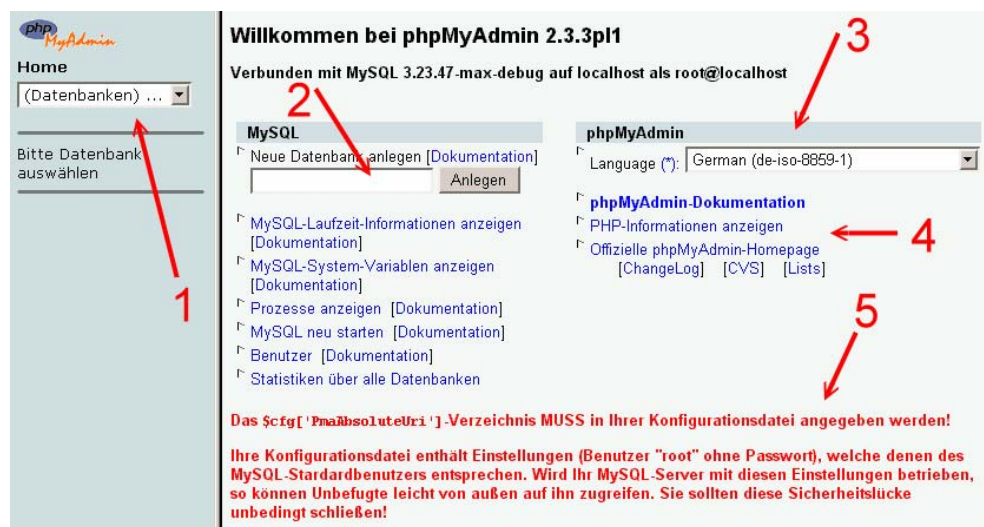 php
MyAdmin
Home
(Datenbanken) ...
Bitte Datenbank
auswählen
1
Willkommen bei phpMyAdmin 2.3.3pl1
Verbunden mit MySQL 3.23.47-max-debug auf localhost als root@localhost
2
3
MySQL
Neue Datenbank anlegen [Dokumentation]
Anlegen
MySQL-Laufzeit-Informationen anzeigen
[Dokumentation]
MySQL-System-Variablen anzeigen
[Dokumentation]
Prozesse anzeigen [Dokumentation]
MySQL neu starten [Dokumentation]
Benutzer [Dokumentation]
Statistiken über alle Datenbanken
phpMyAdmin
Language (*): German (de-iso-8859-1)
phpMyAdmin-Dokumentation
PHP-Informationen anzeigen
4
Offizielle phpMyAdmin-Homepage
[ChangeLog] [CVS] [Lists]
5
Das $cfg['PmaAbsoluteUri']-Verzeichnis MUSS in Ihrer Konfigurationsdatei angegeben werden!
Ihre Konfigurationsdatei enthält Einstellungen (Benutzer "root" ohne Passwort), welche denen des
MySQL-Stardardbenutzers entsprechen. Wird Ihr MySQL-Server mit diesen Einstellungen betrieben,
so können Unbefugte leicht von außen auf ihn zugreifen. Sie sollten diese Sicherheitslücke
unbedingt schließen!